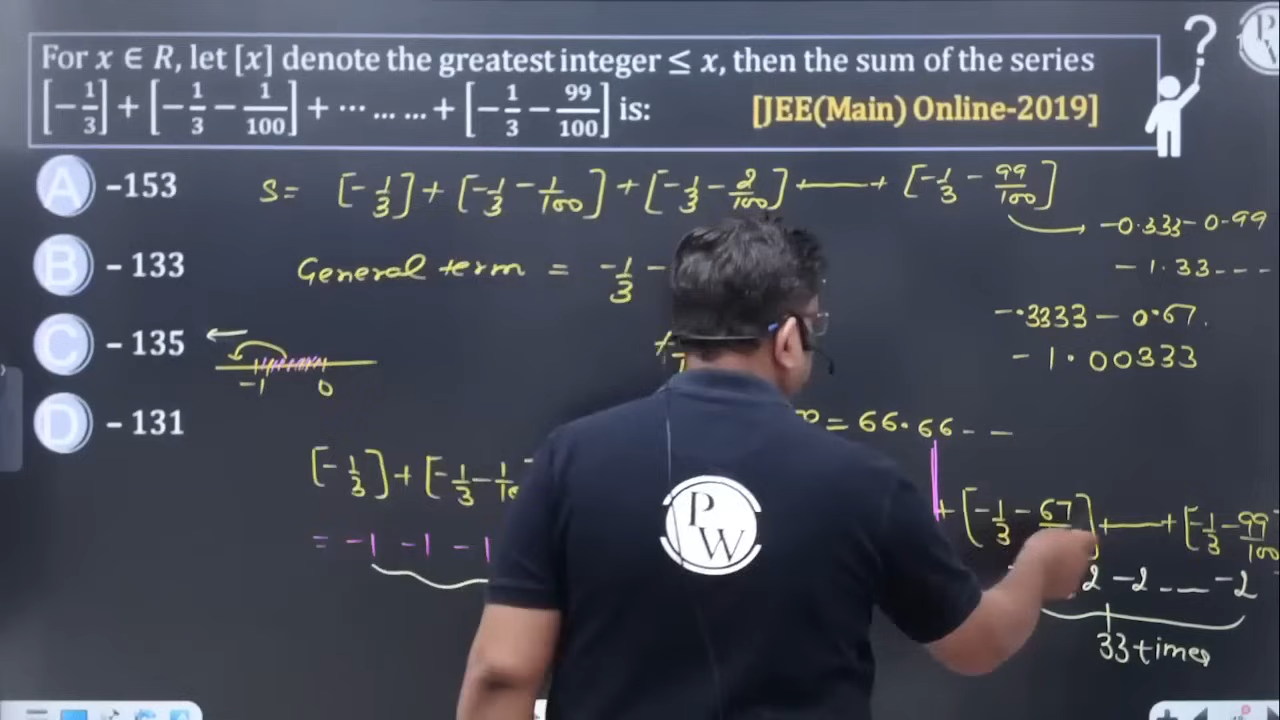 For x ∈ R, let [x] denote the greatest integer ≤ x, then the sum of the series
[-1/3] + [-1/3 - 1/100] + ⋯ … … + [-1/3 - 99/100] is: [JEE(Main) Online-2019]
?
A -153
B - 133
C - 135
D - 131
S = [-1/3] + [-1/3 - 1/100] + [-1/3 - 2/100] + —— + [-1/3 - 99/100]
-0.333-0.99
- 1.33---
General term = -1/3 -
-.3333 - 0.67.
- 1.00333
-1 0
= 66.66--
[-1/3] + [-1/3 - 1/10
+ [-1/3 - 67 ] + —— + [-1/3 - 99/100
= -1 -1 -1
2 -2 --- -2
33 times
PW